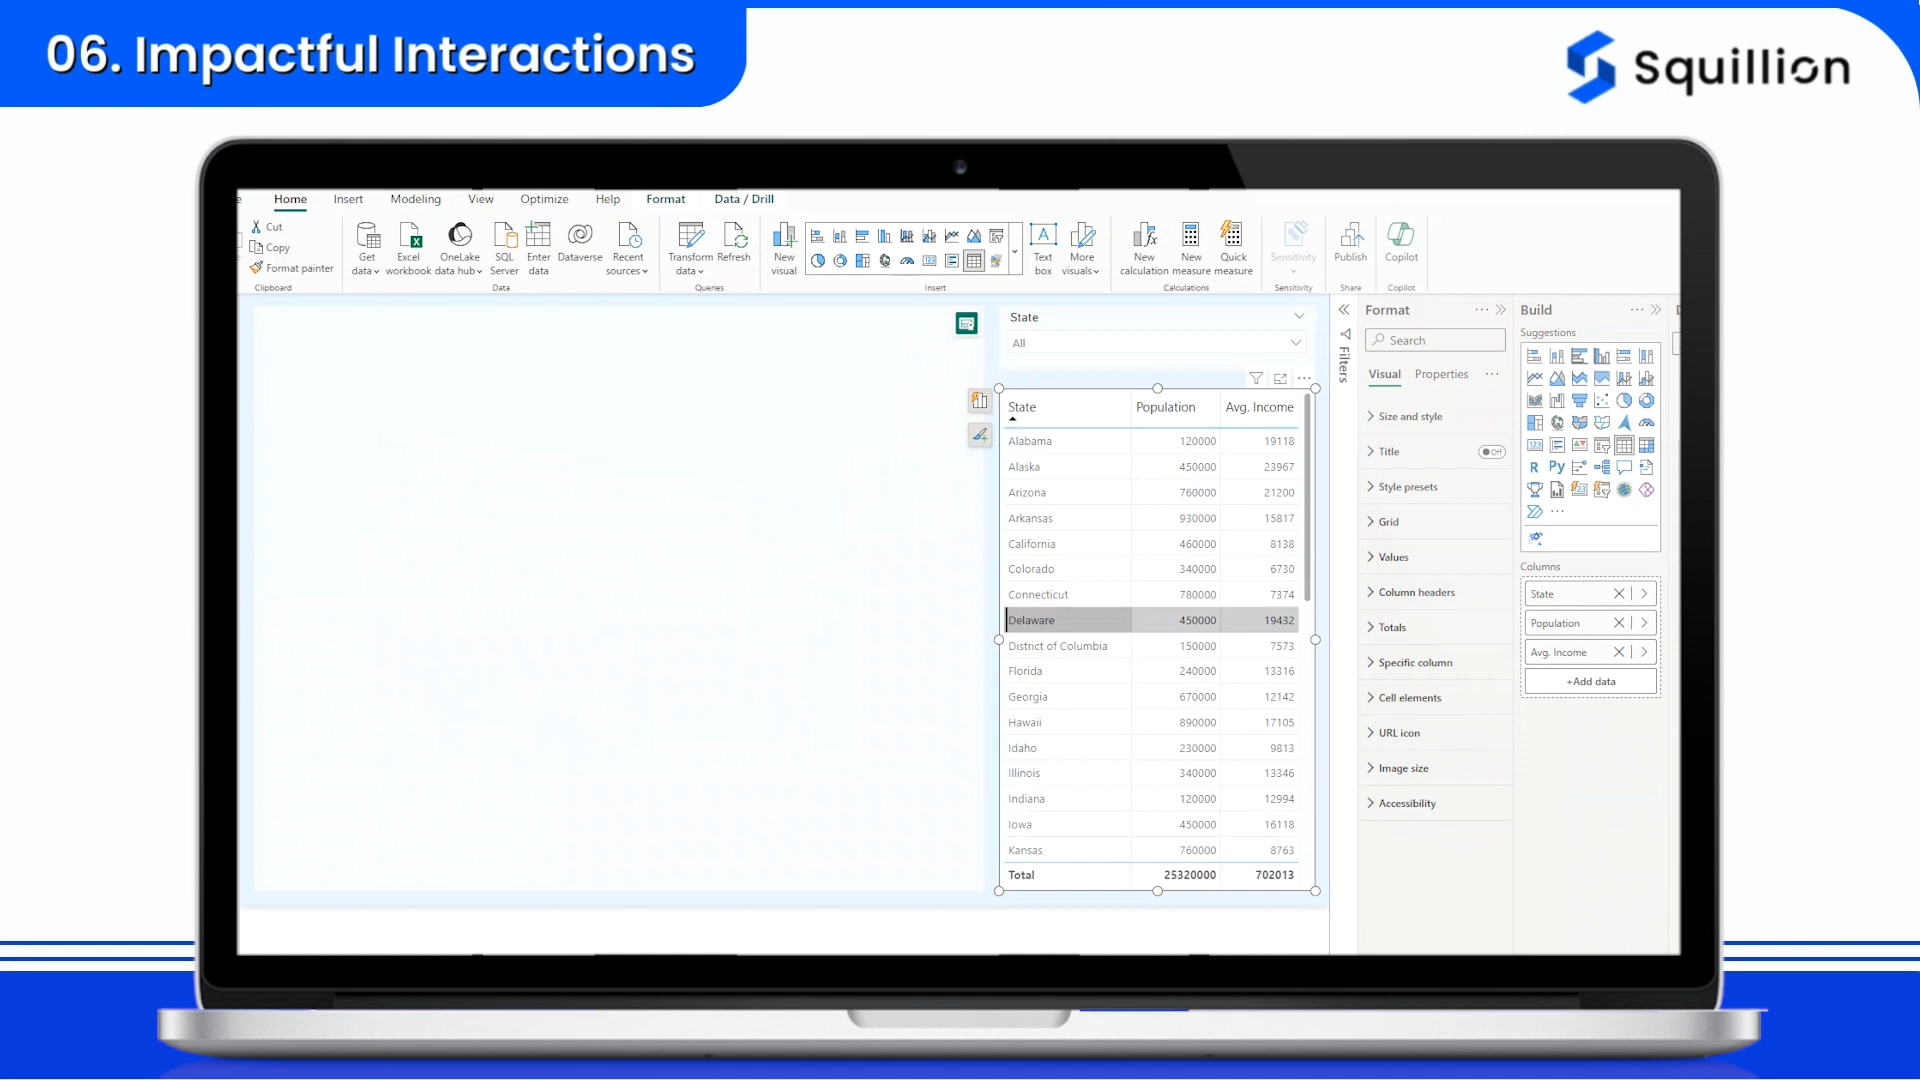 06. Impactful Interactions
Squillion
Home Insert Modeling View Optimize Help Format Data / Drill
Cut
Copy
Format painter
Clipboard
Get data
Excel workbook
OneLake data hub
SQL Server
Enter data
Dataverse
Recent sources
Data
Transform data
Refresh
Queries
New visual
Text box
More visuals
Insert
New calculation
New measure
Quick measure
Calculations
Sensitivity
Sensitivity
Publish
Share
Copilot
Copilot
State
All
State Population Avg. Income
Alabama 120000 19118
Alaska 450000 23967
Arizona 760000 21200
Arkansas 930000 15817
California 460000 8138
Colorado 340000 6730
Connecticut 780000 7374
Delaware 450000 19432
District of Columbia 150000 7573
Florida 240000 13316
Georgia 670000 12142
Hawaii 890000 17105
Idaho 230000 9813
Illinois 340000 13346
Indiana 120000 12994
Iowa 450000 16118
Kansas 760000 8763
Total 25320000 702013
Filters
Format
Search
Visual Properties
Size and style
Title Off
Style presets
Grid
Values
Column headers
Totals
Specific column
Cell elements
URL icon
Image size
Accessibility
Build
Suggestions
123
R Py
Columns
State
Population
Avg. Income
+Add data